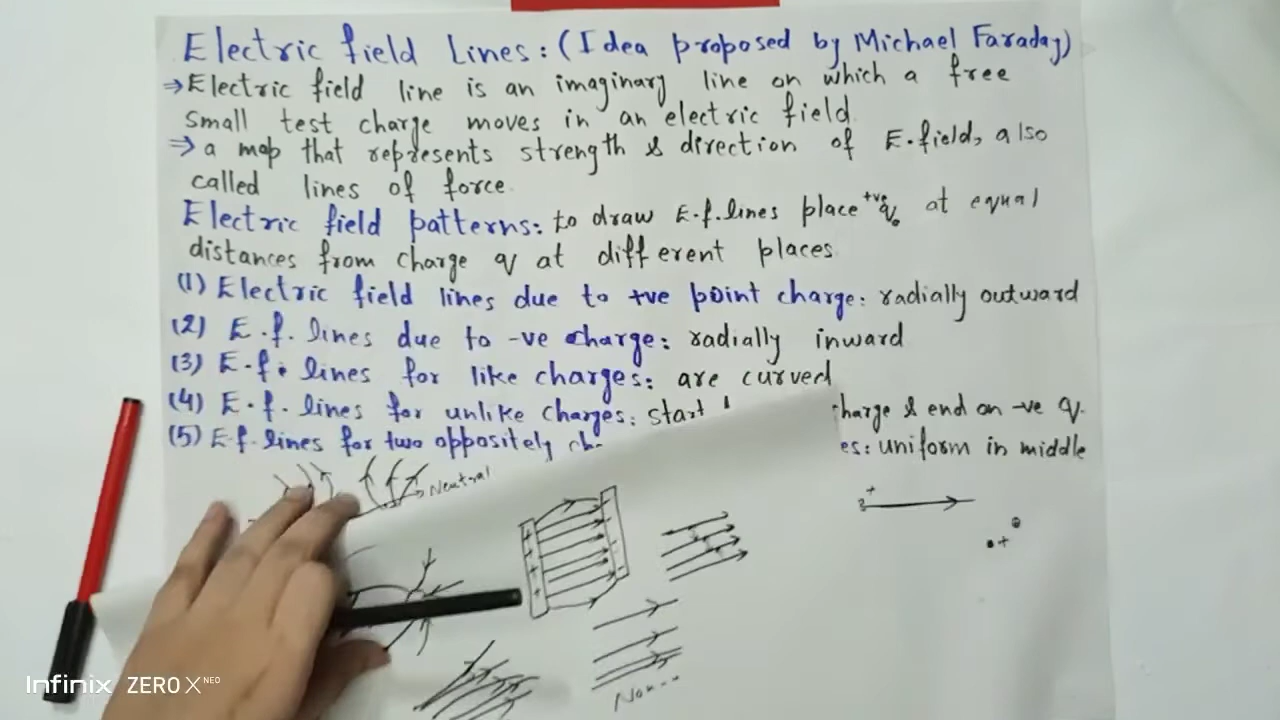 Electric field Lines: (Idea proposed by Michael Faraday)
⇒ Electric field line is an imaginary line on which a free
small test charge moves in an electric field.
⇒ a map that represents strength & direction of E.field, also
called lines of force.
Electric field patterns: to draw E.f.lines place +ve q₀ at equal
distances from charge q at different places.
(1) Electric field lines due to +ve point charge: radially outward
(2) E.f. lines due to -ve charge: radially inward
(3) E.f. lines for like charges: are curved
(4) E.f. lines for unlike charges: start charge & end on -ve q.
(5) E.f. lines for two oppositely es: uniform in middle
Neutral
Non--
Infinix ZERO X NEO